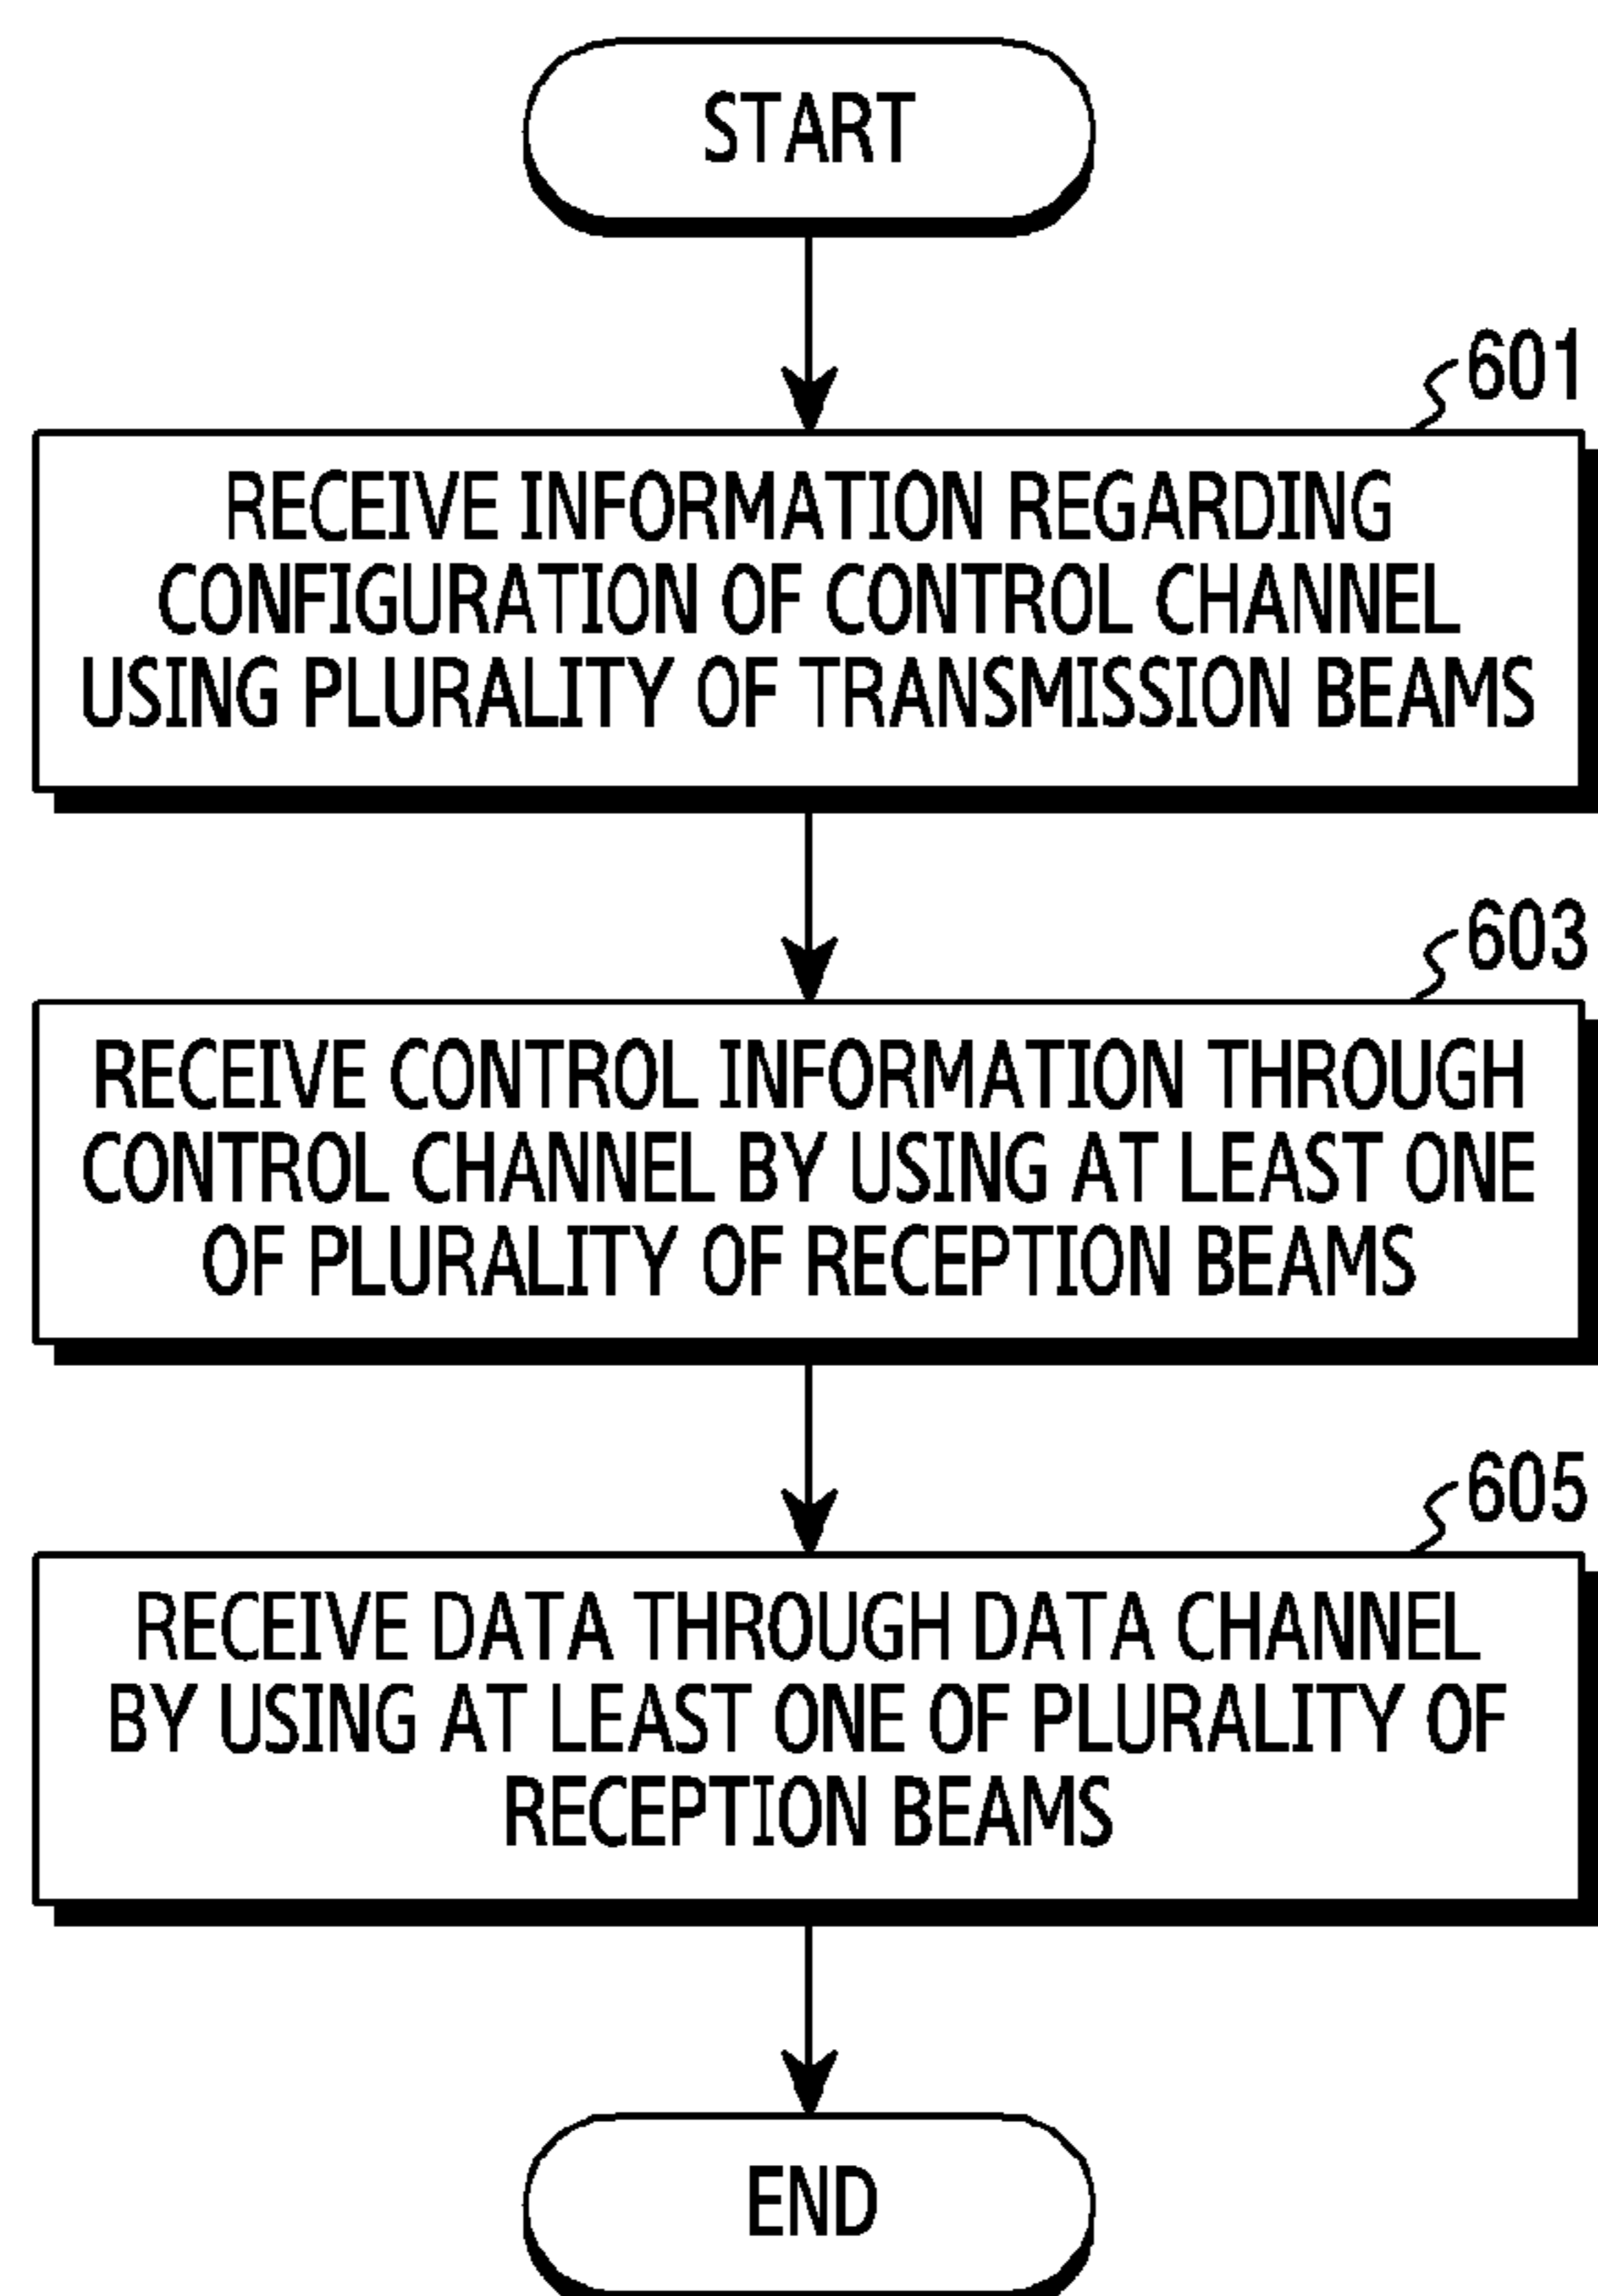 START
601
RECEIVE INFORMATION REGARDING
CONFIGURATION OF CONTROL CHANNEL
USING PLURALITY OF TRANSMISSION BEAMS
603
RECEIVE CONTROL INFORMATION THROUGH
CONTROL CHANNEL BY USING AT LEAST ONE
OF PLURALITY OF RECEPTION BEAMS
605
RECEIVE DATA THROUGH DATA CHANNEL
BY USING AT LEAST ONE OF PLURALITY OF
RECEPTION BEAMS
END